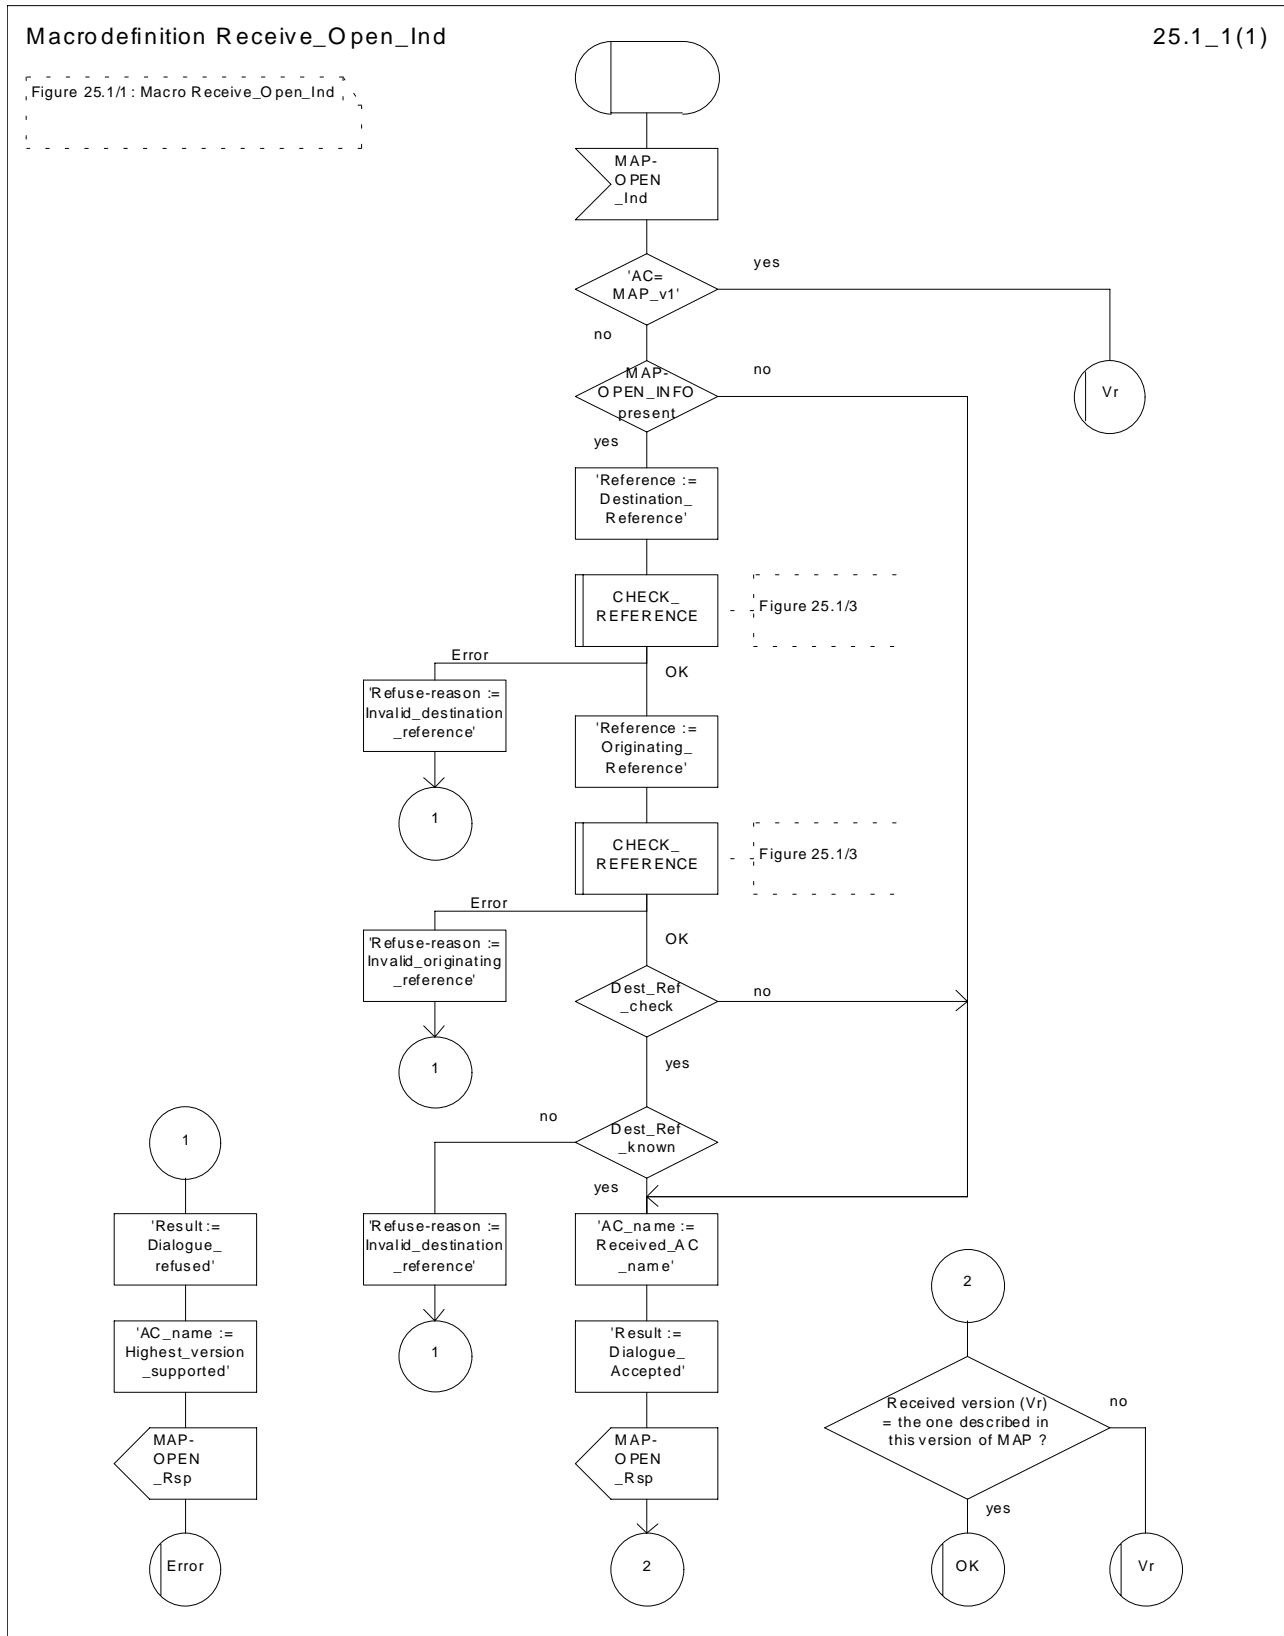 Macrodefinition Receive_Open_Ind
25.1_1(1)
Figure 25.1/1: Macro Receive_Open_Ind
MAP-
OPEN
_Ind
'AC=
MAP_v1'
yes
no
MAP-
OPEN_INFO
present
no
Vr
yes
'Reference :=
Destination_
Reference'
CHECK_
REFERENCE
Figure 25.1/3
Error
OK
'Refuse-reason :=
Invalid_destination
_reference'
'Reference :=
Originating_
Reference'
1
CHECK_
REFERENCE
Figure 25.1/3
Error
OK
'Refuse-reason :=
Invalid_originating
_reference'
Dest_Ref
_check
no
1
yes
1
no
Dest_Ref
_known
yes
'Result :=
Dialogue_
refused'
'Refuse-reason :=
Invalid_destination
_reference'
'AC_name :=
Received_AC
_name'
2
'AC_name :=
Highest_version
_supported'
1
'Result :=
Dialogue_
Accepted'
Received version (Vr)
= the one described in
this version of MAP ?
no
MAP-
OPEN
_Rsp
MAP-
OPEN
_Rsp
yes
Error
2
OK
Vr